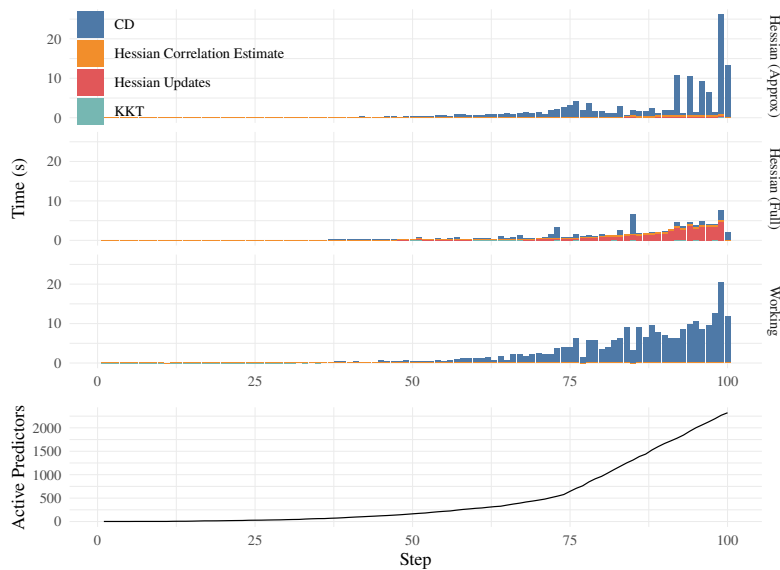 CD
Hessian Correlation Estimate
Hessian Updates
KKT
20
10
0
Hessian (Approx)
20
10
0
Hessian (Full)
Time (s)
20
10
0
Working
0
25
50
75
100
2000
1500
1000
500
0
Active Predictors
0
25
50
75
100
Step